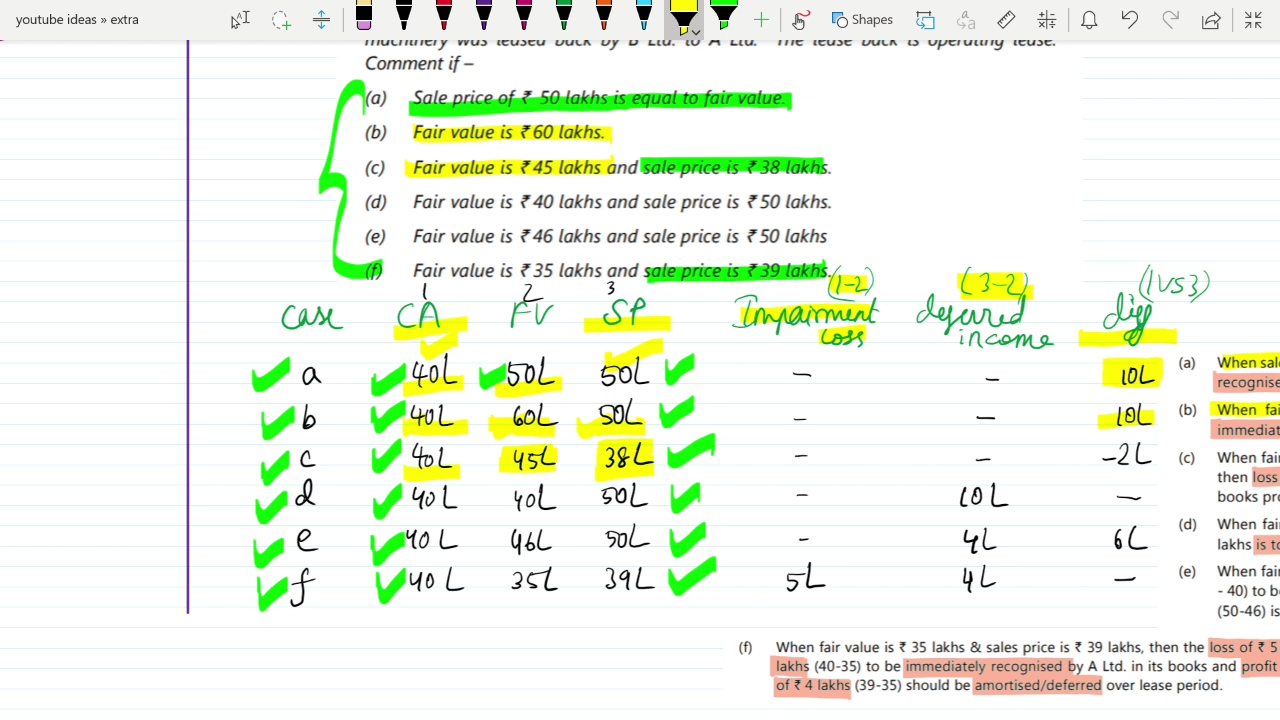 youtube ideas » extra
Shapes
machinery was leased back by B Ltd. to A Ltd. The lease back is operating lease.
Comment if –
(a) Sale price of ₹ 50 lakhs is equal to fair value.
(b) Fair value is ₹ 60 lakhs.
(c) Fair value is ₹ 45 lakhs and sale price is ₹ 38 lakhs.
(d) Fair value is ₹ 40 lakhs and sale price is ₹ 50 lakhs.
(e) Fair value is ₹ 46 lakhs and sale price is ₹ 50 lakhs
(f) Fair value is ₹ 35 lakhs and sale price is ₹ 39 lakhs.
1 2 3 (1-2) (3-2) (1 VS 3)
case CA FV SP Impairment loss deferred income diff
a 40L 50L 50L - - 10L
b 40L 60L 50L - - 10L
c 40L 45L 38L - - -2L
d 40L 40L 50L - 10L -
e 40L 46L 50L - 4L 6L
f 40L 35L 39L 5L 4L -
(a) When sale
recognise
(b) When fai
immediat
(c) When fair
then loss
books pro
(d) When fai
lakhs is to
(e) When fai
- 40) to b
(50-46) is
(f) When fair value is ₹ 35 lakhs & sales price is ₹ 39 lakhs, then the loss of ₹ 5
lakhs (40-35) to be immediately recognised by A Ltd. in its books and profit
of ₹ 4 lakhs (39-35) should be amortised/deferred over lease period.